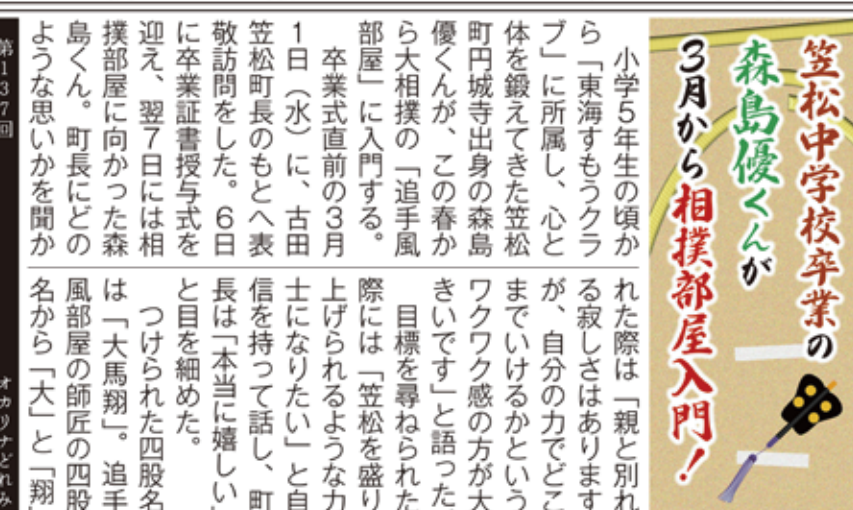 笠松中学校卒業の
森島優くんが
3月から相撲部屋入門!
小学5年生の頃か
ら「東海すもうクラ
ブ」に所属し、心と
体を鍛えてきた笠松
町円城寺出身の森島
優くんが、この春か
ら大相撲の「追手風
部屋」に入門する。
卒業式直前の3月
1日(水)に、古田
笠松町長のもとへ表
敬訪問をした。6日
に卒業証書授与式を
迎え、翌7日には相
撲部屋に向かった森
島くん。町長にどの
ような思いかを聞か
れた際は「親と別れ
る寂しさはあります
が、自分の力でどこ
までいけるかという
ワクワク感の方が大
きいです」と語った。
目標を尋ねられた
際には「笠松を盛り
上げられるような力
士になりたい」と自
信を持って話し、町
長は「本当に嬉しい」
と目を細めた。
つけられた四股名
は「大馬翔」。追手
風部屋の師匠の四股
名から「大」と「翔」
第137回
オカリナどれみ